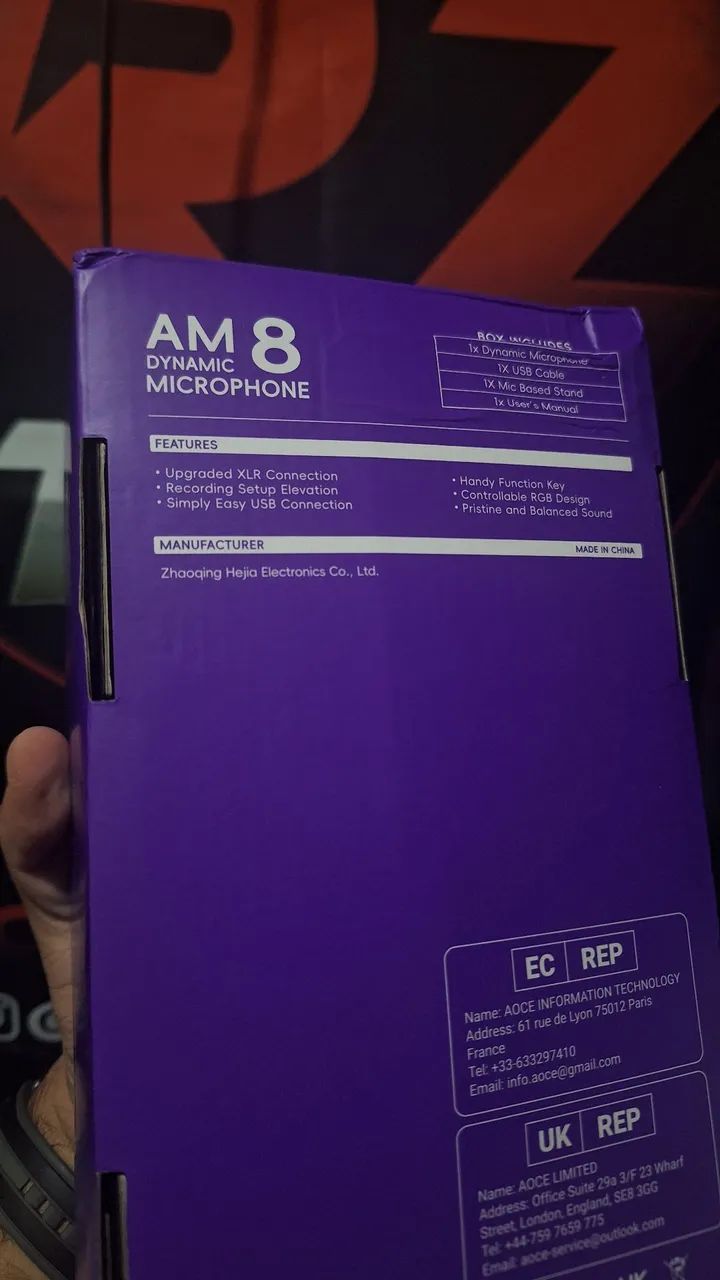 AM 8
DYNAMIC
MICROPHONE
BOX INCLUDES
1x Dynamic Microphone
1X USB Cable
1X Mic Based Stand
1x User's Manual
FEATURES
• Upgraded XLR Connection
• Recording Setup Elevation
• Simply Easy USB Connection
• Handy Function Key
• Controllable RGB Design
• Pristine and Balanced Sound
MANUFACTURER
MADE IN CHINA
Zhaoqing Hejia Electronics Co., Ltd.
EC REP
Name: AOCE INFORMATION TECHNOLOGY
Address: 61 rue de Lyon 75012 Paris
France
Tel: +33-633297410
Email: info.aoce@gmail.com
UK REP
Name: AOCE LIMITED
Address: Office Suite 29a 3/F 23 Wharf
Street, London, England, SE8 3GG
Tel: +44-759 7659 775
Email: aoce-service@outlook.com